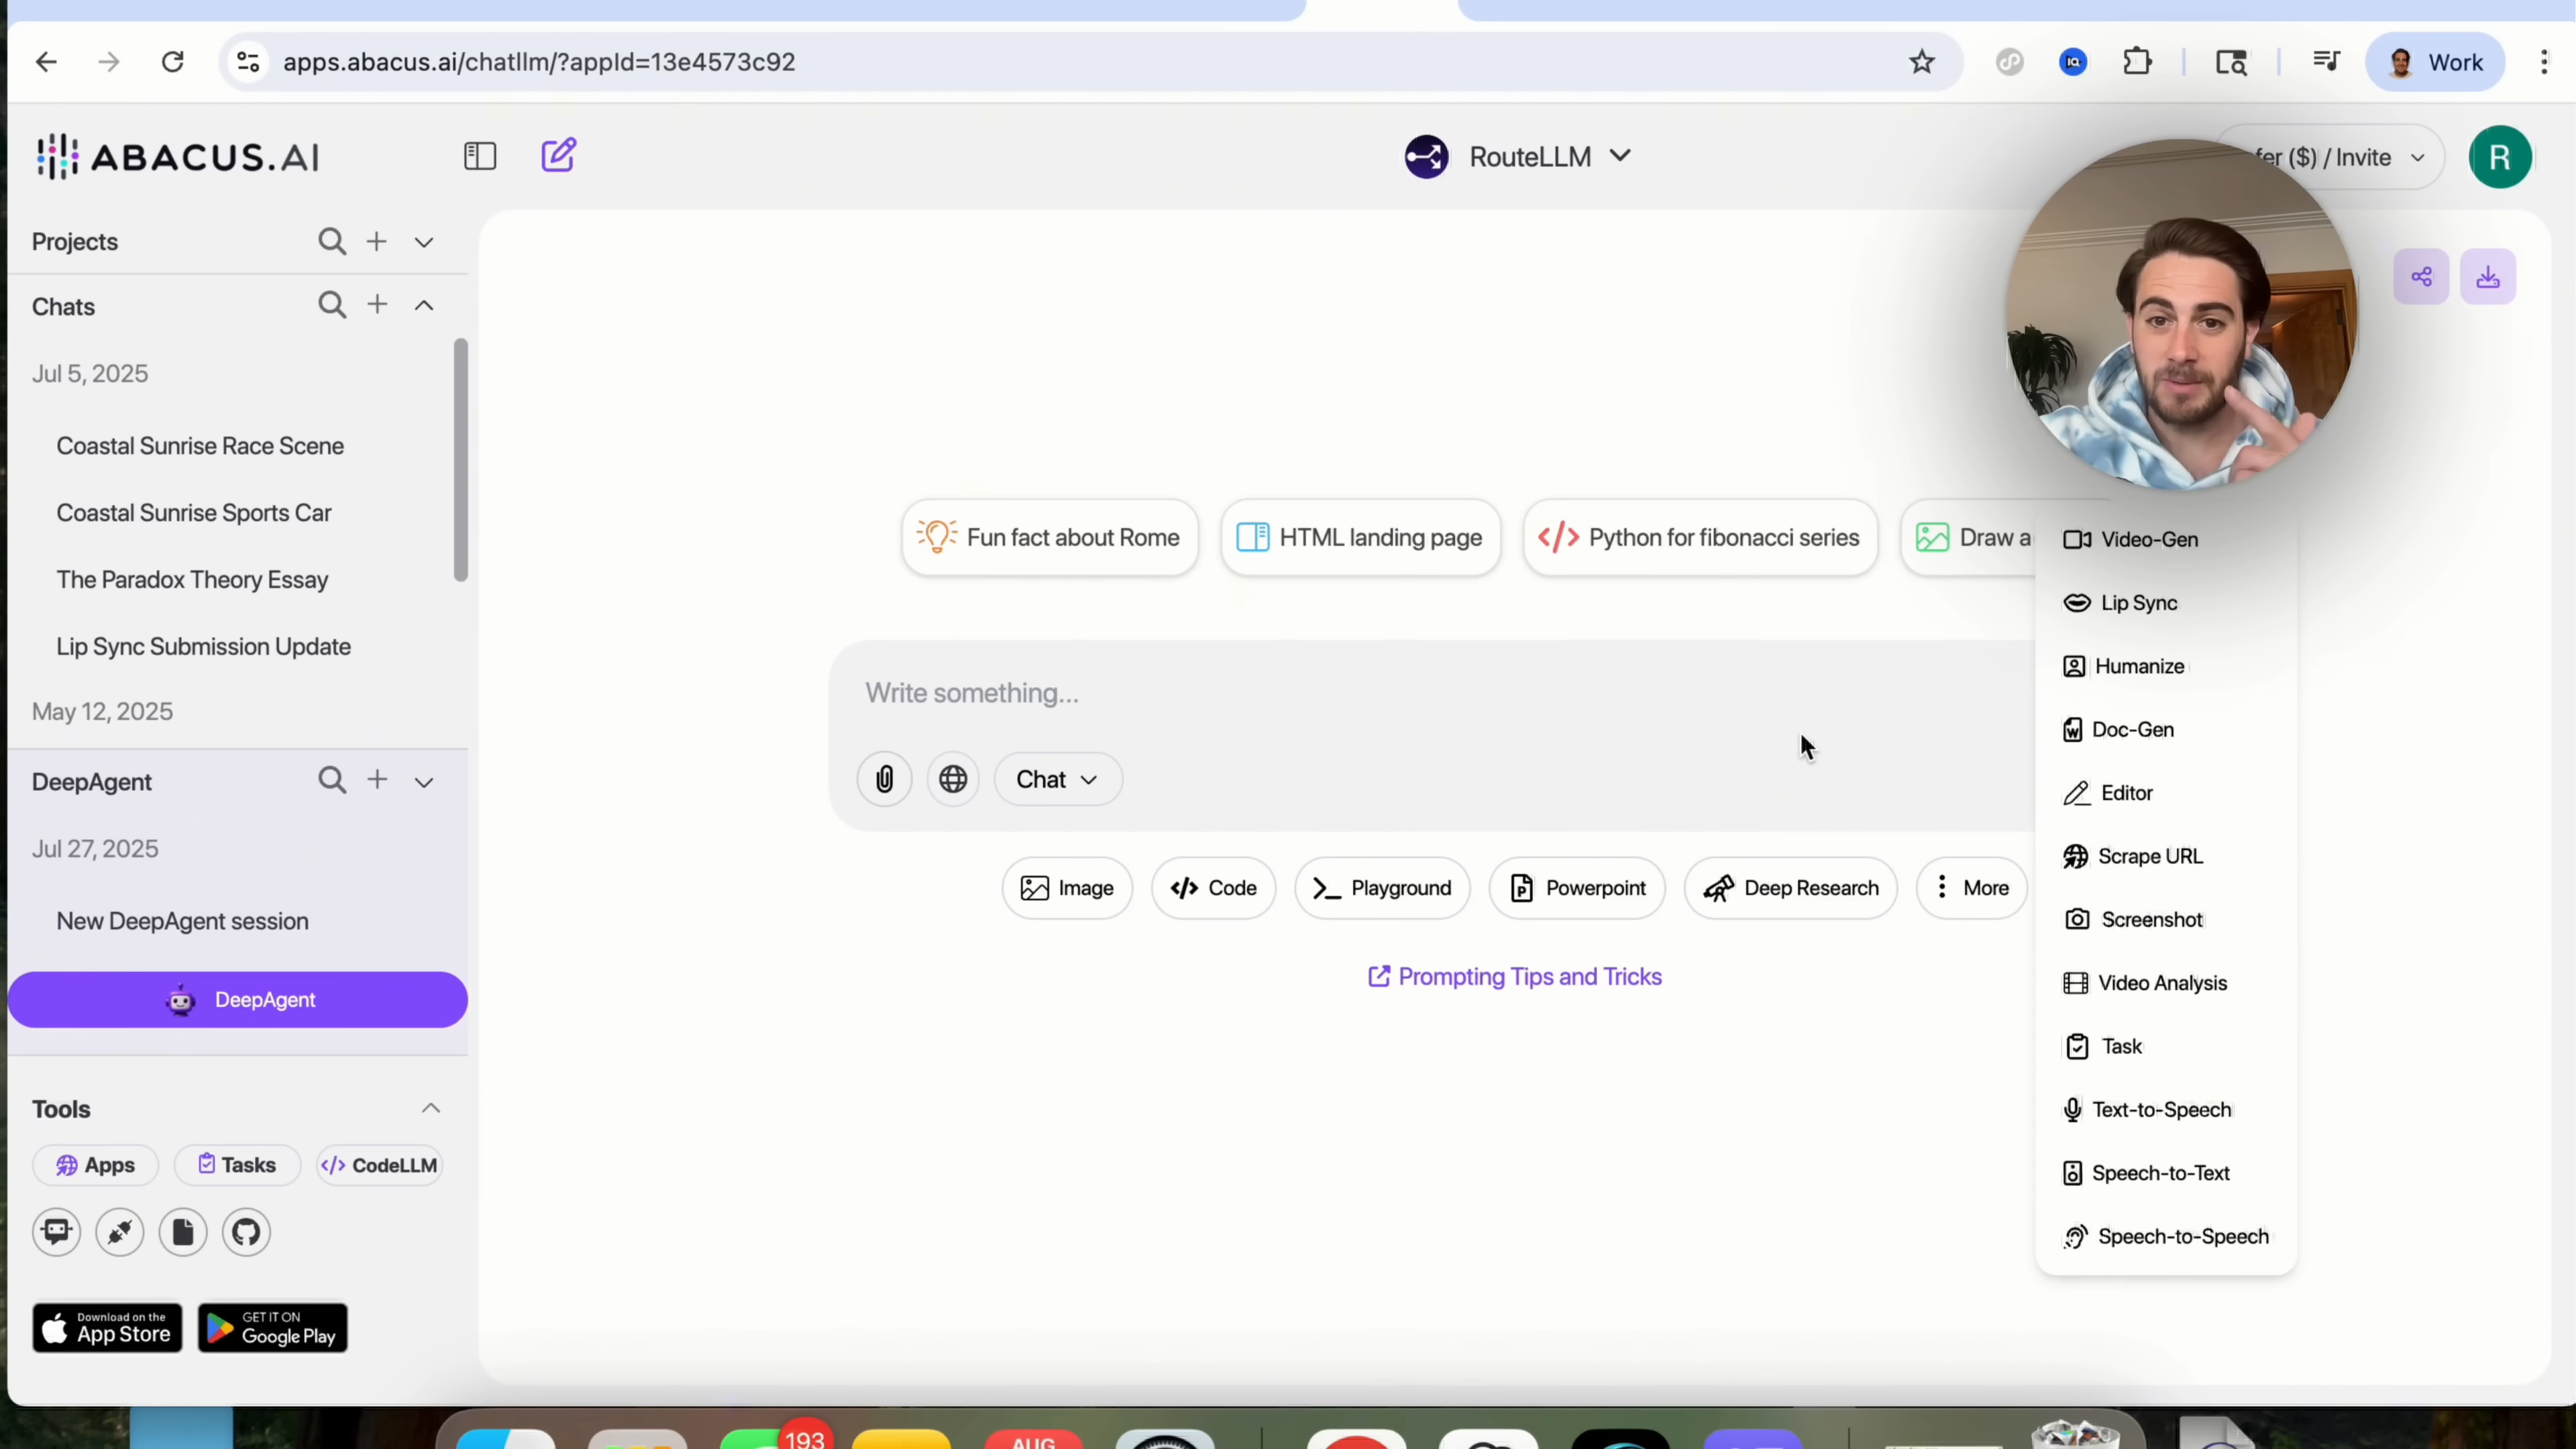 apps.abacus.ai/chatllm/?appId=13e4573c92
Work
ABACUS.AI
RouteLLM
fer ($) / Invite
R
Projects
Chats
Jul 5, 2025
Coastal Sunrise Race Scene
Coastal Sunrise Sports Car
The Paradox Theory Essay
Lip Sync Submission Update
May 12, 2025
DeepAgent
Jul 27, 2025
New DeepAgent session
DeepAgent
Tools
Apps
Tasks
CodeLLM
Download on the
App Store
GET IT ON
Google Play
Fun fact about Rome
HTML landing page
Python for fibonacci series
Draw a
Write something...
Chat
Image
Code
Playground
Powerpoint
Deep Research
More
Prompting Tips and Tricks
Video-Gen
Lip Sync
Humanize
Doc-Gen
Editor
Scrape URL
Screenshot
Video Analysis
Task
Text-to-Speech
Speech-to-Text
Speech-to-Speech
193
AUG